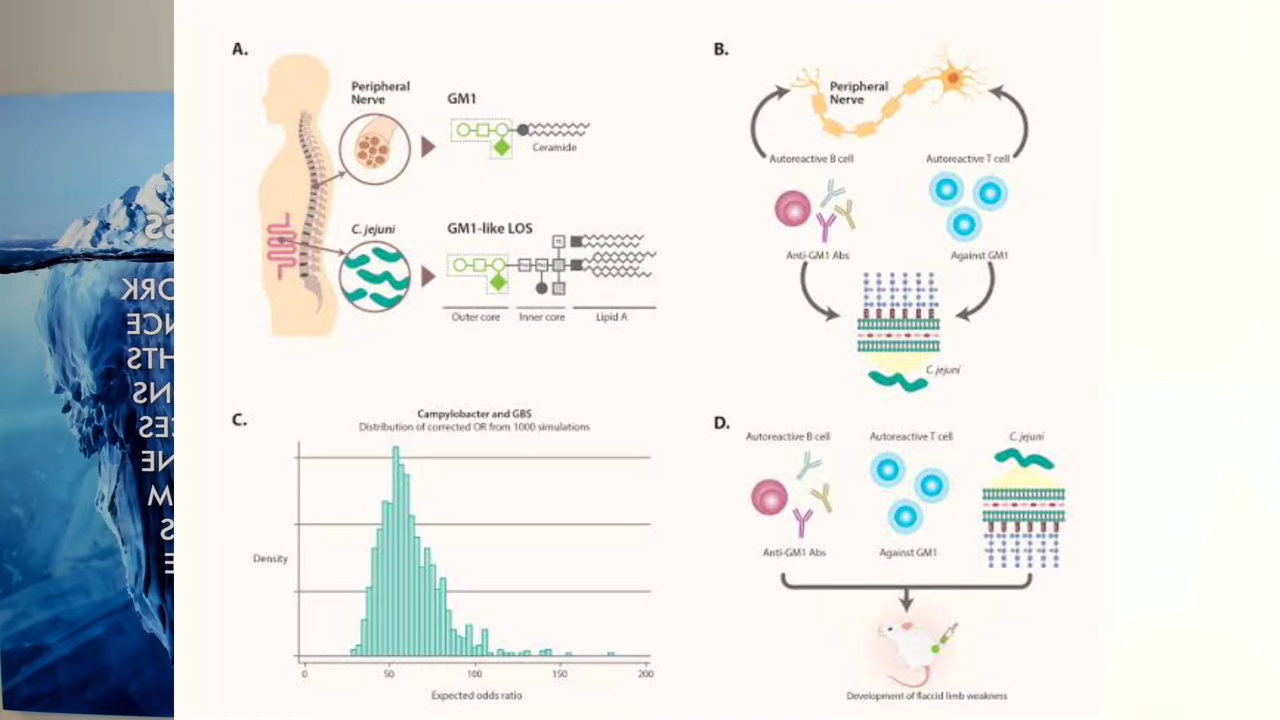 A.
Peripheral
Nerve
GM1
Ceramide
C. jejuni
GM1-like LOS
Outer core
Inner core
Lipid A
B.
Peripheral
Nerve
Autoreactive B cell
Autoreactive T cell
Anti-GM1 Abs
Against GM1
C. jejuni
C.
Campylobacter and GBS
Distribution of corrected OR from 1000 simulations
Density
0 50 100 150 200
Expected odds ratio
D.
Autoreactive B cell
Autoreactive T cell
C. jejuni
Anti-GM1 Abs
Against GM1
Development of flaccid limb weakness